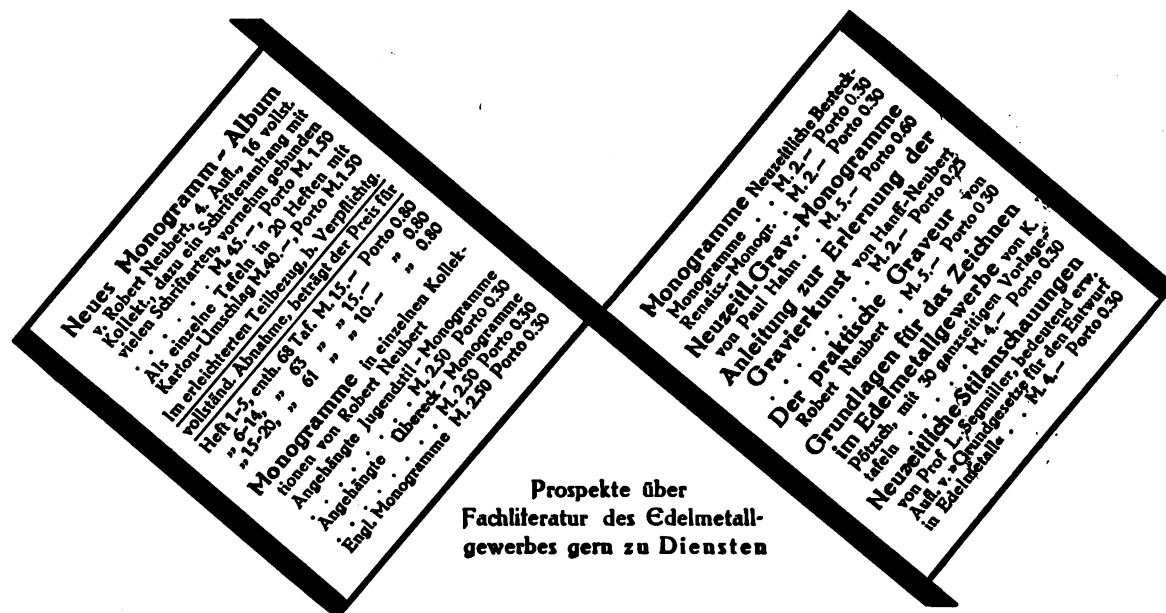 Neues Monogramm-Album
v. Robert Neubert, 4. Aufl., 16 vollst.
Kollekt., dazu ein Schriftenanhang mit
vielen Schriftarten, vornehm gebunden
. . . . . M. 45.–, Porto M. 1.50
Als einzelne Tafeln in 20 Heften mit
Karton-Umschlag M.40.–, Porto M.1.50
Im erleichterten Teilbezug, b. Verpflichtg.
vollständ. Abnahme, beträgt der Preis für
Heft 1-5, enth. 68 Taf. M 15.– Porto 0.80
„ 6-14, „ 63 „ „ 15.– „ 0.80
„ 15-20, „ 61 „ „ 10.– „ 0.80
Monogramme in einzelnen Kollek-
tionen von Robert Neubert
Angehängte Jugendstil-Monogramme
. . . . . M. 2.50 Porto 0.30
Angehängte Übereck-Monogramme
. . . . . M. 2.50 Porto 0.30
Engl. Monogramme M. 2.50 Porto 0.30
Monogramme Neuzeitliche Besteck-
Monogramme . . M. 2.– Porto 0.30
Renaiss.-Monogr. . M. 2.– Porto 0.30
Neuzeitl. Grav.-Monogramme
von Paul Hahn . M. 5.– Porto 0.60
Anleitung zur Erlernung der
Gravierkunst von Hanff-Neubert
. . . . . M. 2.– Porto 0.25
Der praktische Graveur von
Robert Neubert . M. 5.– Porto 0 30
Grundlagen für das Zeichnen
im Edelmetallgewerbe von K.
Pötzsch, mit 30 ganzseitigen Vorlage-
tafeln . . . . M. 4.– Porto 0.30
Neuzeitliche Stilanschauungen
von Prof L. Segmiller, bedeutend erw.
Aufl. v. »Grundgesetze für den Entwurf
in Edelmetall« . . M. 4.– Porto 0.30
Prospekte über
Fachliteratur des Edelmetall-
gewerbes gern zu Diensten